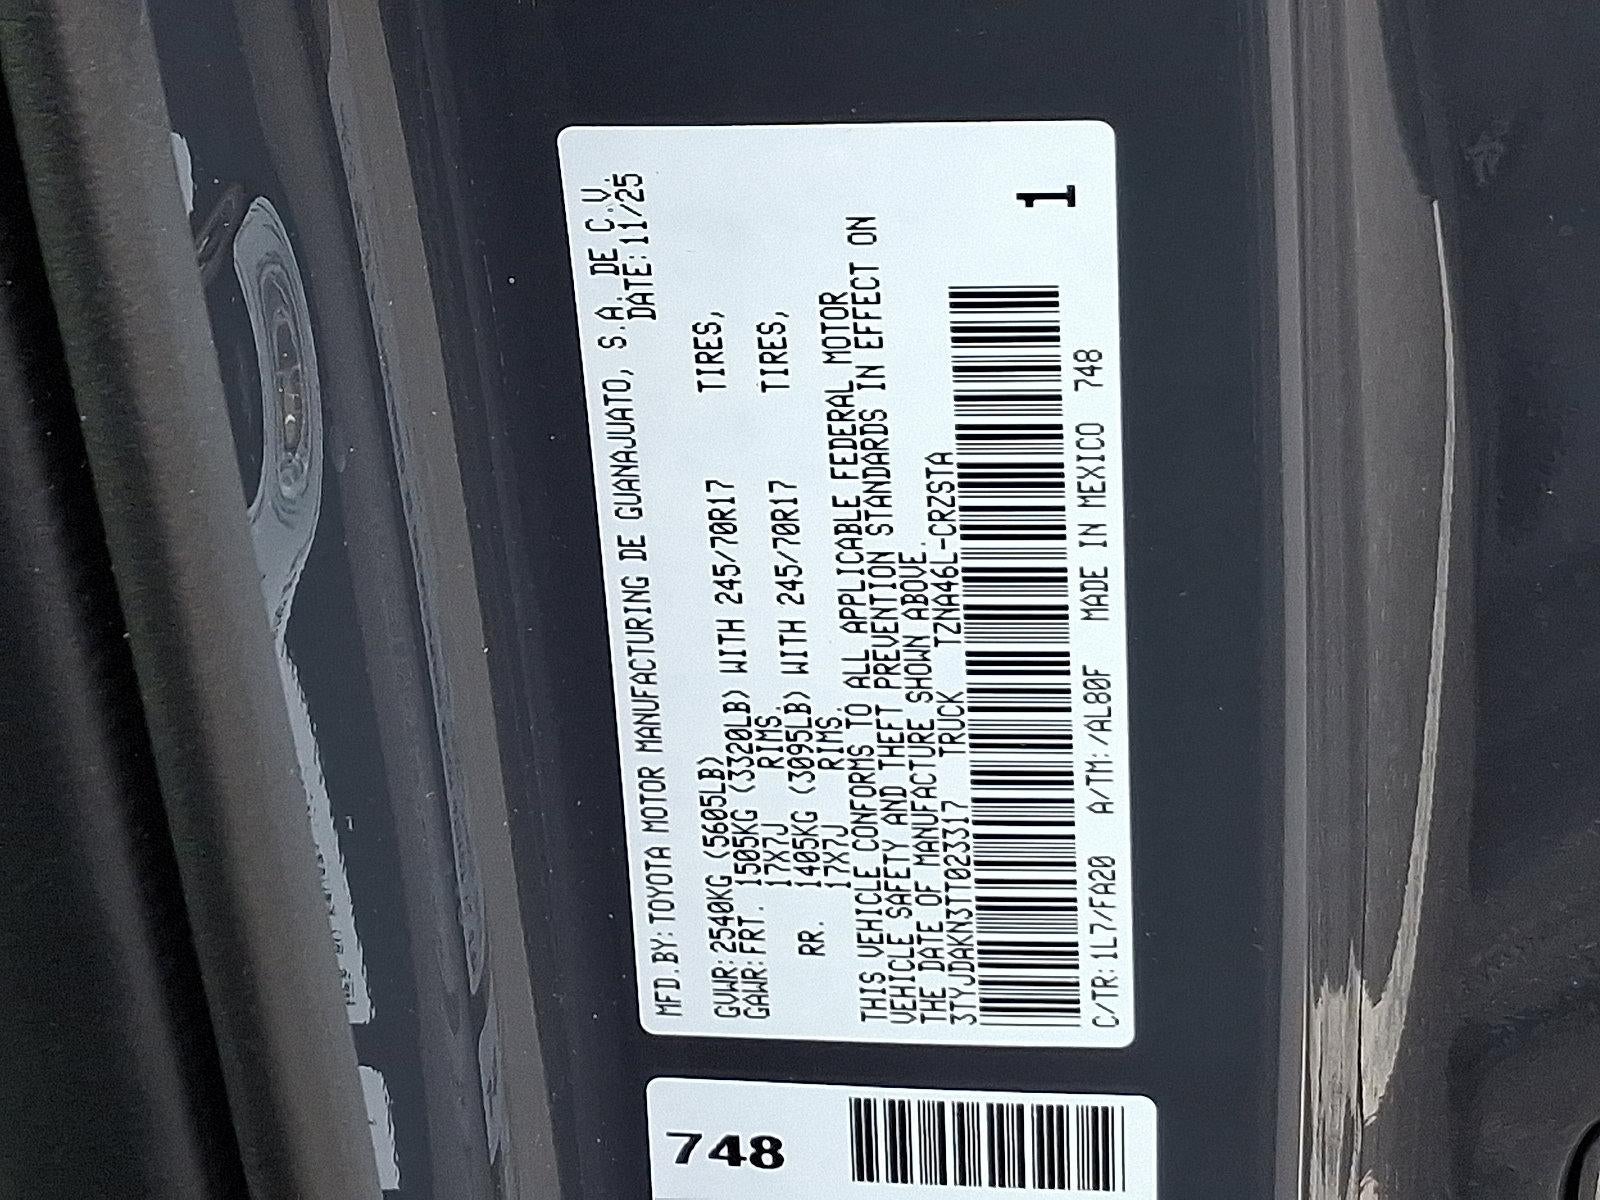 MFD.BY:TOYOTA MOTOR MANUFACTURING DE GUANAJUATO, S.A. DE C.V.
DATE:11/25
GVWR:2540KG (5605LB)
GAWR:FRT. 1505KG (3320LB) WITH 245/70R17 TIRES,
17X7J RIMS.
RR. 1405KG (3095LB) WITH 245/70R17 TIRES,
17X7J RIMS.
THIS VEHICLE CONFORMS TO ALL APPLICABLE FEDERAL MOTOR
VEHICLE SAFETY AND THEFT PREVENTION STANDARDS IN EFFECT ON
THE DATE OF MANUFACTURE SHOWN ABOVE.
3TYJDAKN3TT023317 TRUCK TZNA46L-CRZSTA
1
C/TR:1L7/FA20 A/TM:/AL80F MADE IN MEXICO 748
748